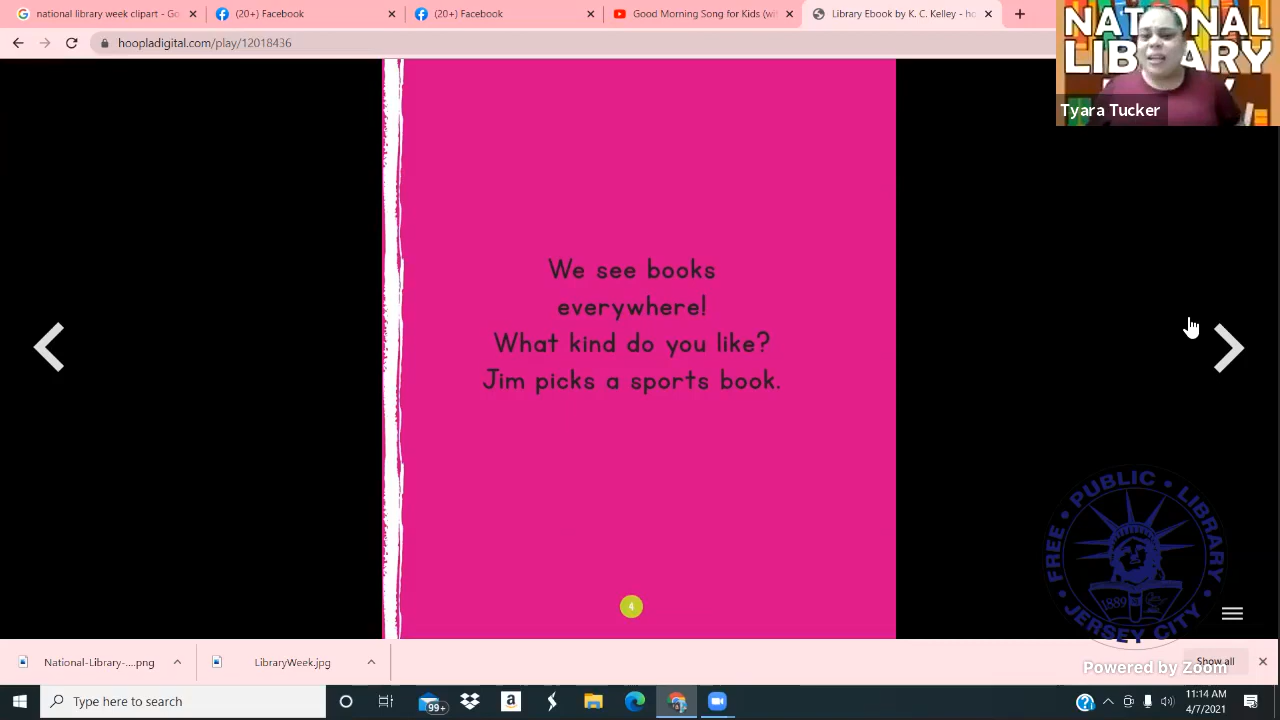 national library week clipart - Go
(20+) Facebook
(20+) Facebook
Good Morning Song for Kids (wi
Library Ebook by K. C. Kelley - ho
hoopladigital.com/play/12018436
NATIONAL
LIBRARY
Tyara Tucker
We see books
everywhere!
What kind do you like?
Jim picks a sports book.
4
FREE • PUBLIC • LIBRARY
1889
JERSEY CITY
National-Library-....png
LibraryWeek.jpg
Show all
Powered by Zoom
Type here to search
99+
11:14 AM
4/7/2021